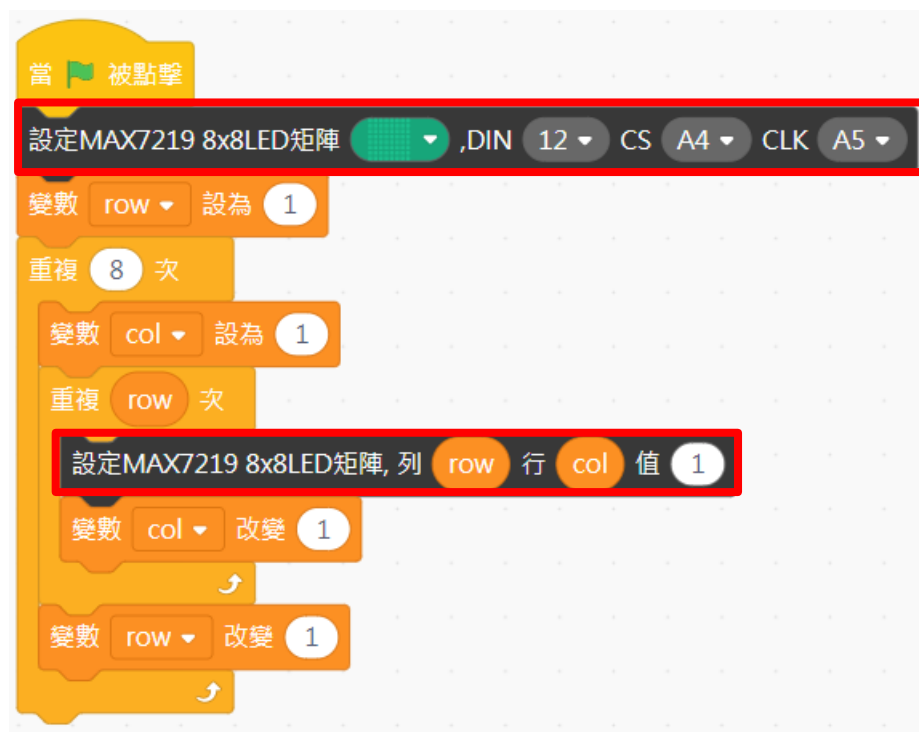 當 被點擊
設定MAX7219 8x8LED矩陣 ,DIN 12 CS A4 CLK A5
變數 row 設為 1
重複 8 次
變數 col 設為 1
重複 row 次
設定MAX7219 8x8LED矩陣, 列 row 行 col 值 1
變數 col 改變 1
變數 row 改變 1